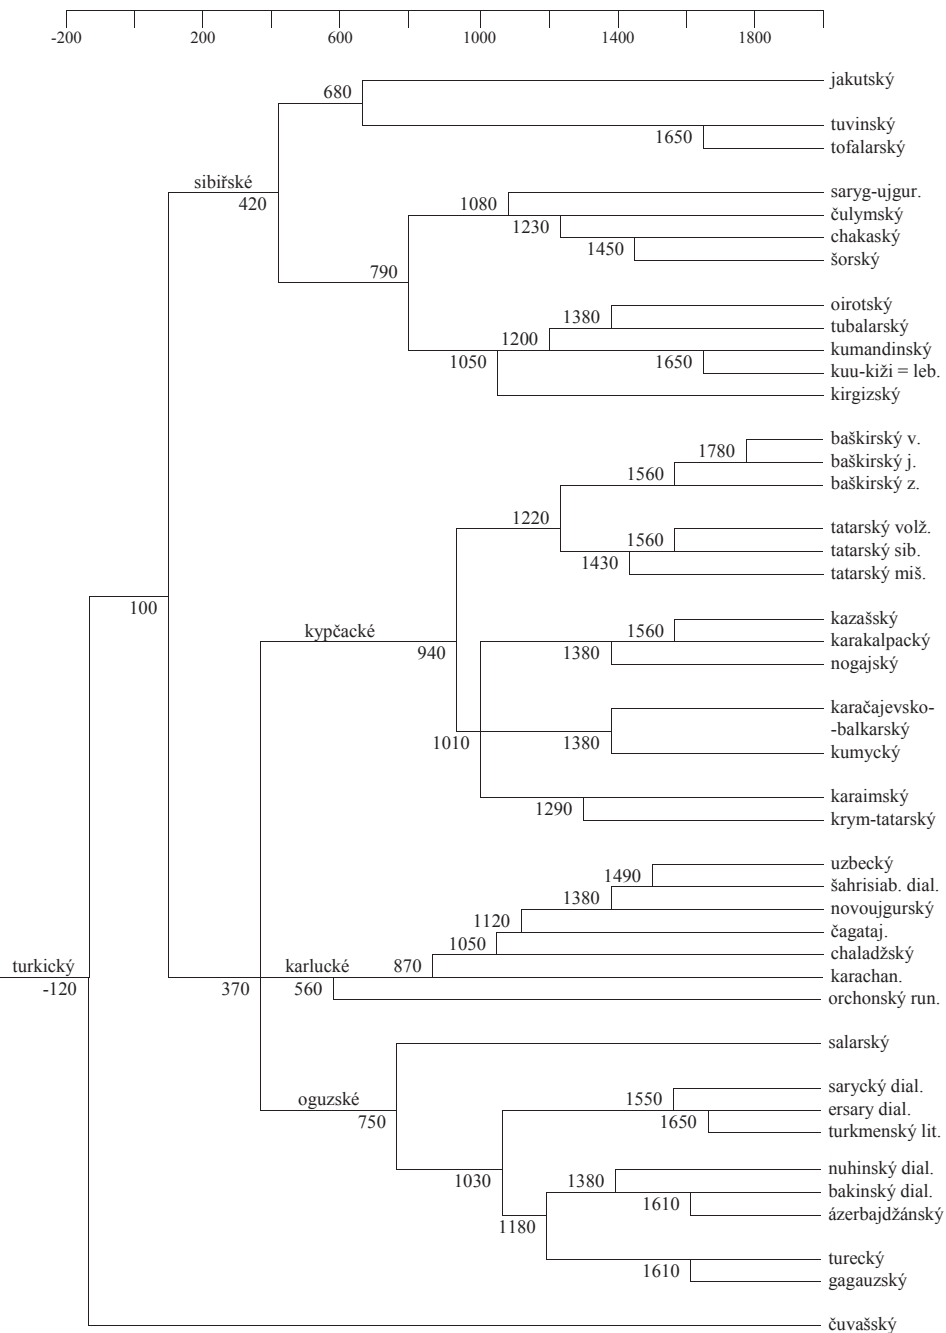 -200 200 600 1000 1400 1800
jakutský
680
tuvinský
1650
tofalarský
sibiřské
saryg-ujgur.
420
1080
čulymský
1230
chakaský
1450
šorský
790
oirotský
1380
tubalarský
1200
kumandinský
1050
1650
kuu-kiži = leb.
kirgizský
baškirský v.
1780
baškirský j.
1560
baškirský z.
1220
tatarský volž.
1560
tatarský sib.
1430
tatarský miš.
100
kazašský
1560
kypčacké
karakalpacký
940
1380
nogajský
karačajevsko-
-balkarský
1010
1380
kumycký
karaimský
1290
krym-tatarský
uzbecký
1490
šahrisiab. dial.
1380
novoujgurský
1120
čagataj.
1050
chaladžský
turkický
karlucké
870
karachan.
-120
370
560
orchonský run.
salarský
sarycký dial.
oguzské
1550
ersary dial.
750
1650
turkmenský lit.
nuhinský dial.
1030
1380
bakinský dial.
1610
ázerbajdžánský
1180
turecký
1610
gagauzský
čuvašský